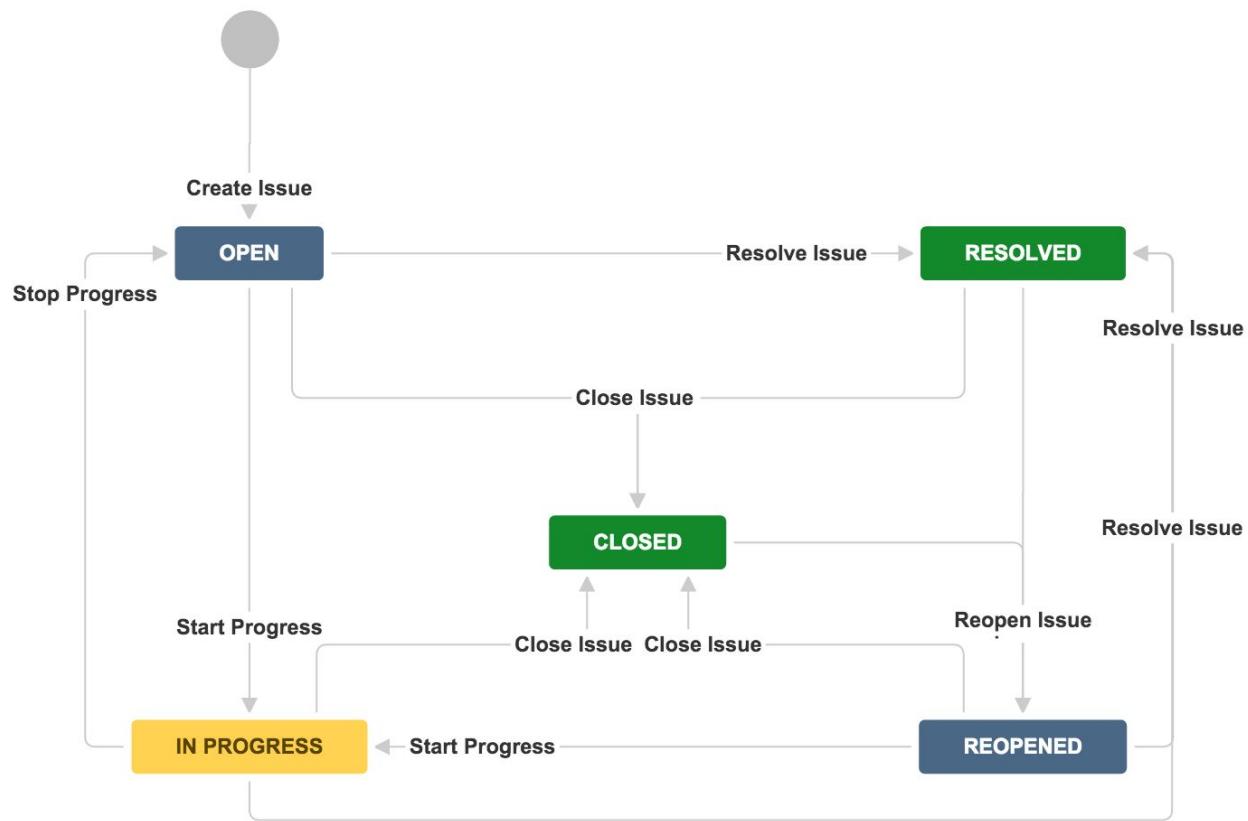 Create Issue
OPEN
Resolve Issue
RESOLVED
Stop Progress
Resolve Issue
Close Issue
CLOSED
Resolve Issue
Start Progress
Reopen Issue
Close Issue
Close Issue
IN PROGRESS
Start Progress
REOPENED